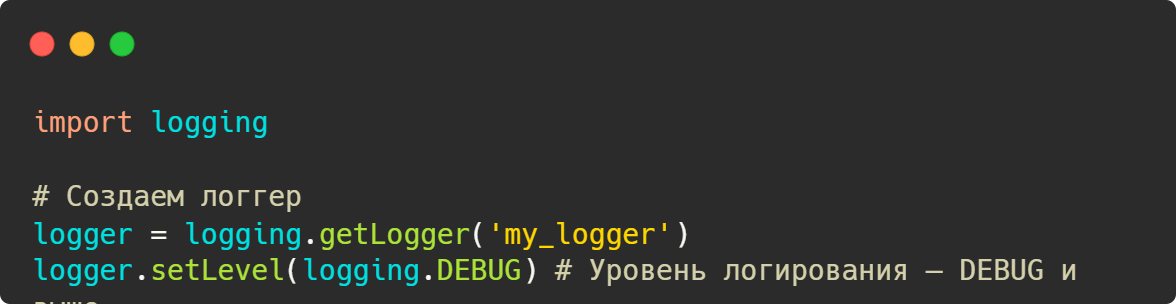 import logging
# Создаем логгер
logger = logging.getLogger('my_logger')
logger.setLevel(logging.DEBUG) # Уровень логирования — DEBUG и